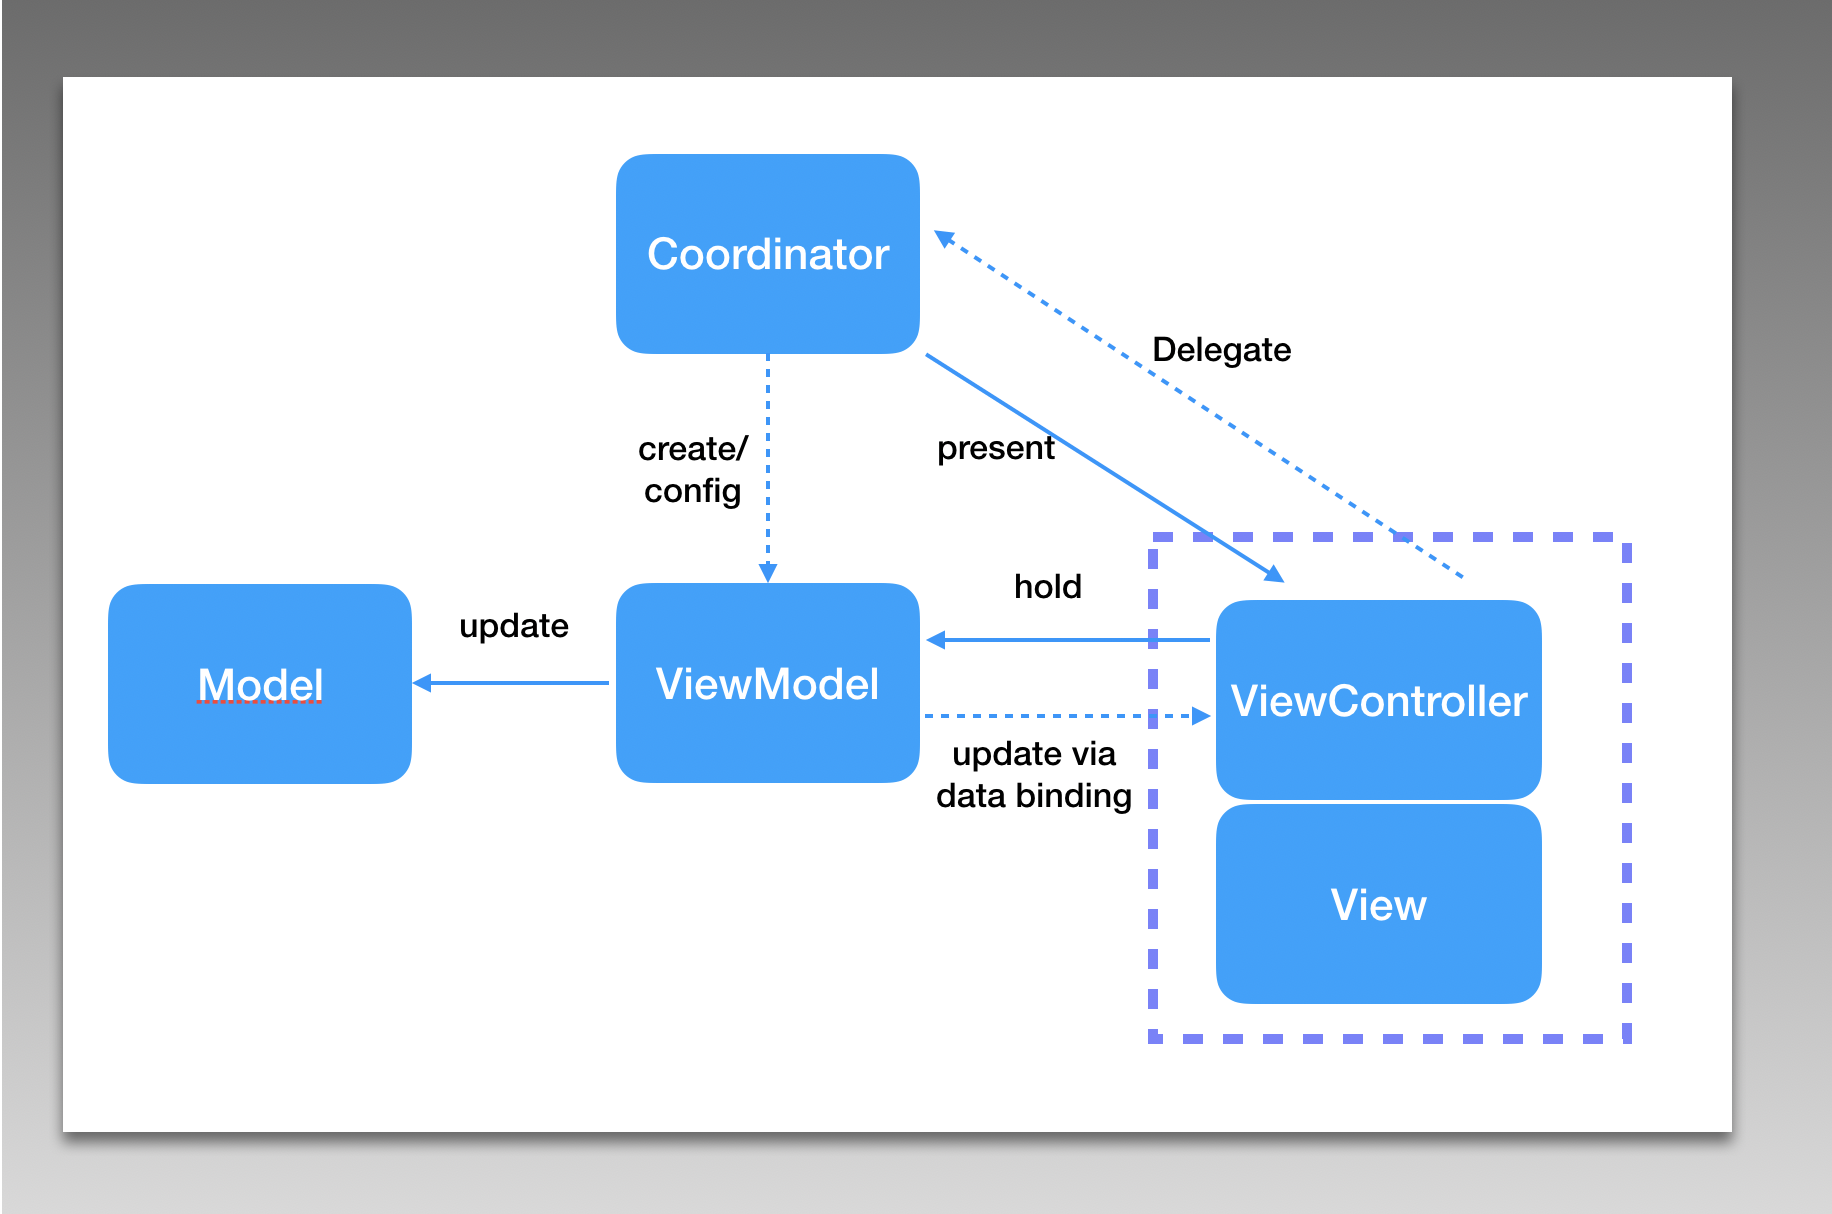 Coordinator
Delegate
create/
config
present
hold
update
Model
ViewModel
ViewController
update via
data binding
View